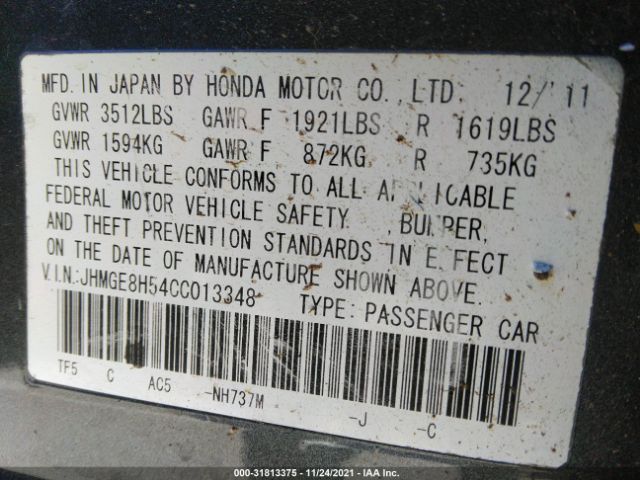 MFD. IN JAPAN BY HONDA MOTOR CO.,LTD. 12/11
GVWR 3512LBS GAWR F 1921LBS R 1619LBS
GVWR 1594KG GAWR F 872KG R 735KG
THIS VEHICLE CONFORMS TO ALL APPLICABLE
FEDERAL MOTOR VEHICLE SAFETY , BUMPER,
AND THEFT PREVENTION STANDARDS IN EFFECT
ON THE DATE OF MANUFACTURE SHOWN ABOVE.
V.I.N.:JHMGE8H54CC013348 TYPE: PASSENGER CAR
TF5 C AC5 -NH737M -J -C
000-31813375 - 11/24/2021 - IAA Inc.